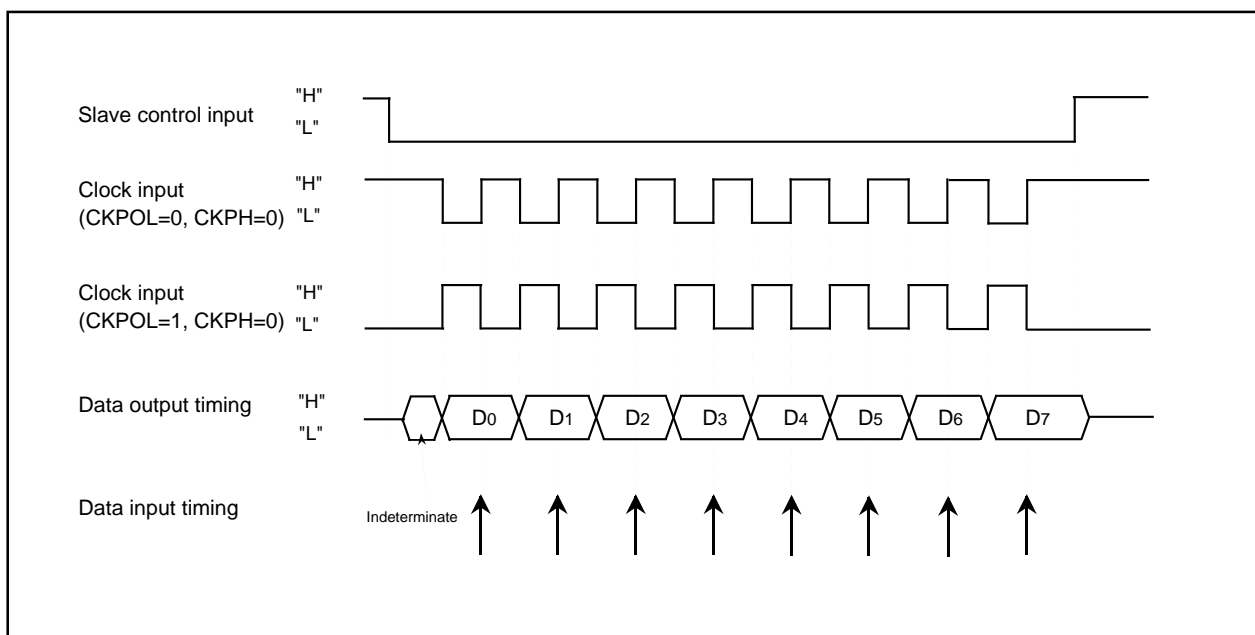 Slave control input "H"
"L"
Clock input "H"
(CKPOL=0, CKPH=0) "L"
Clock input "H"
(CKPOL=1, CKPH=0) "L"
Data output timing "H"
"L"
D0 D1 D2 D3 D4 D5 D6 D7
Data input timing
Indeterminate